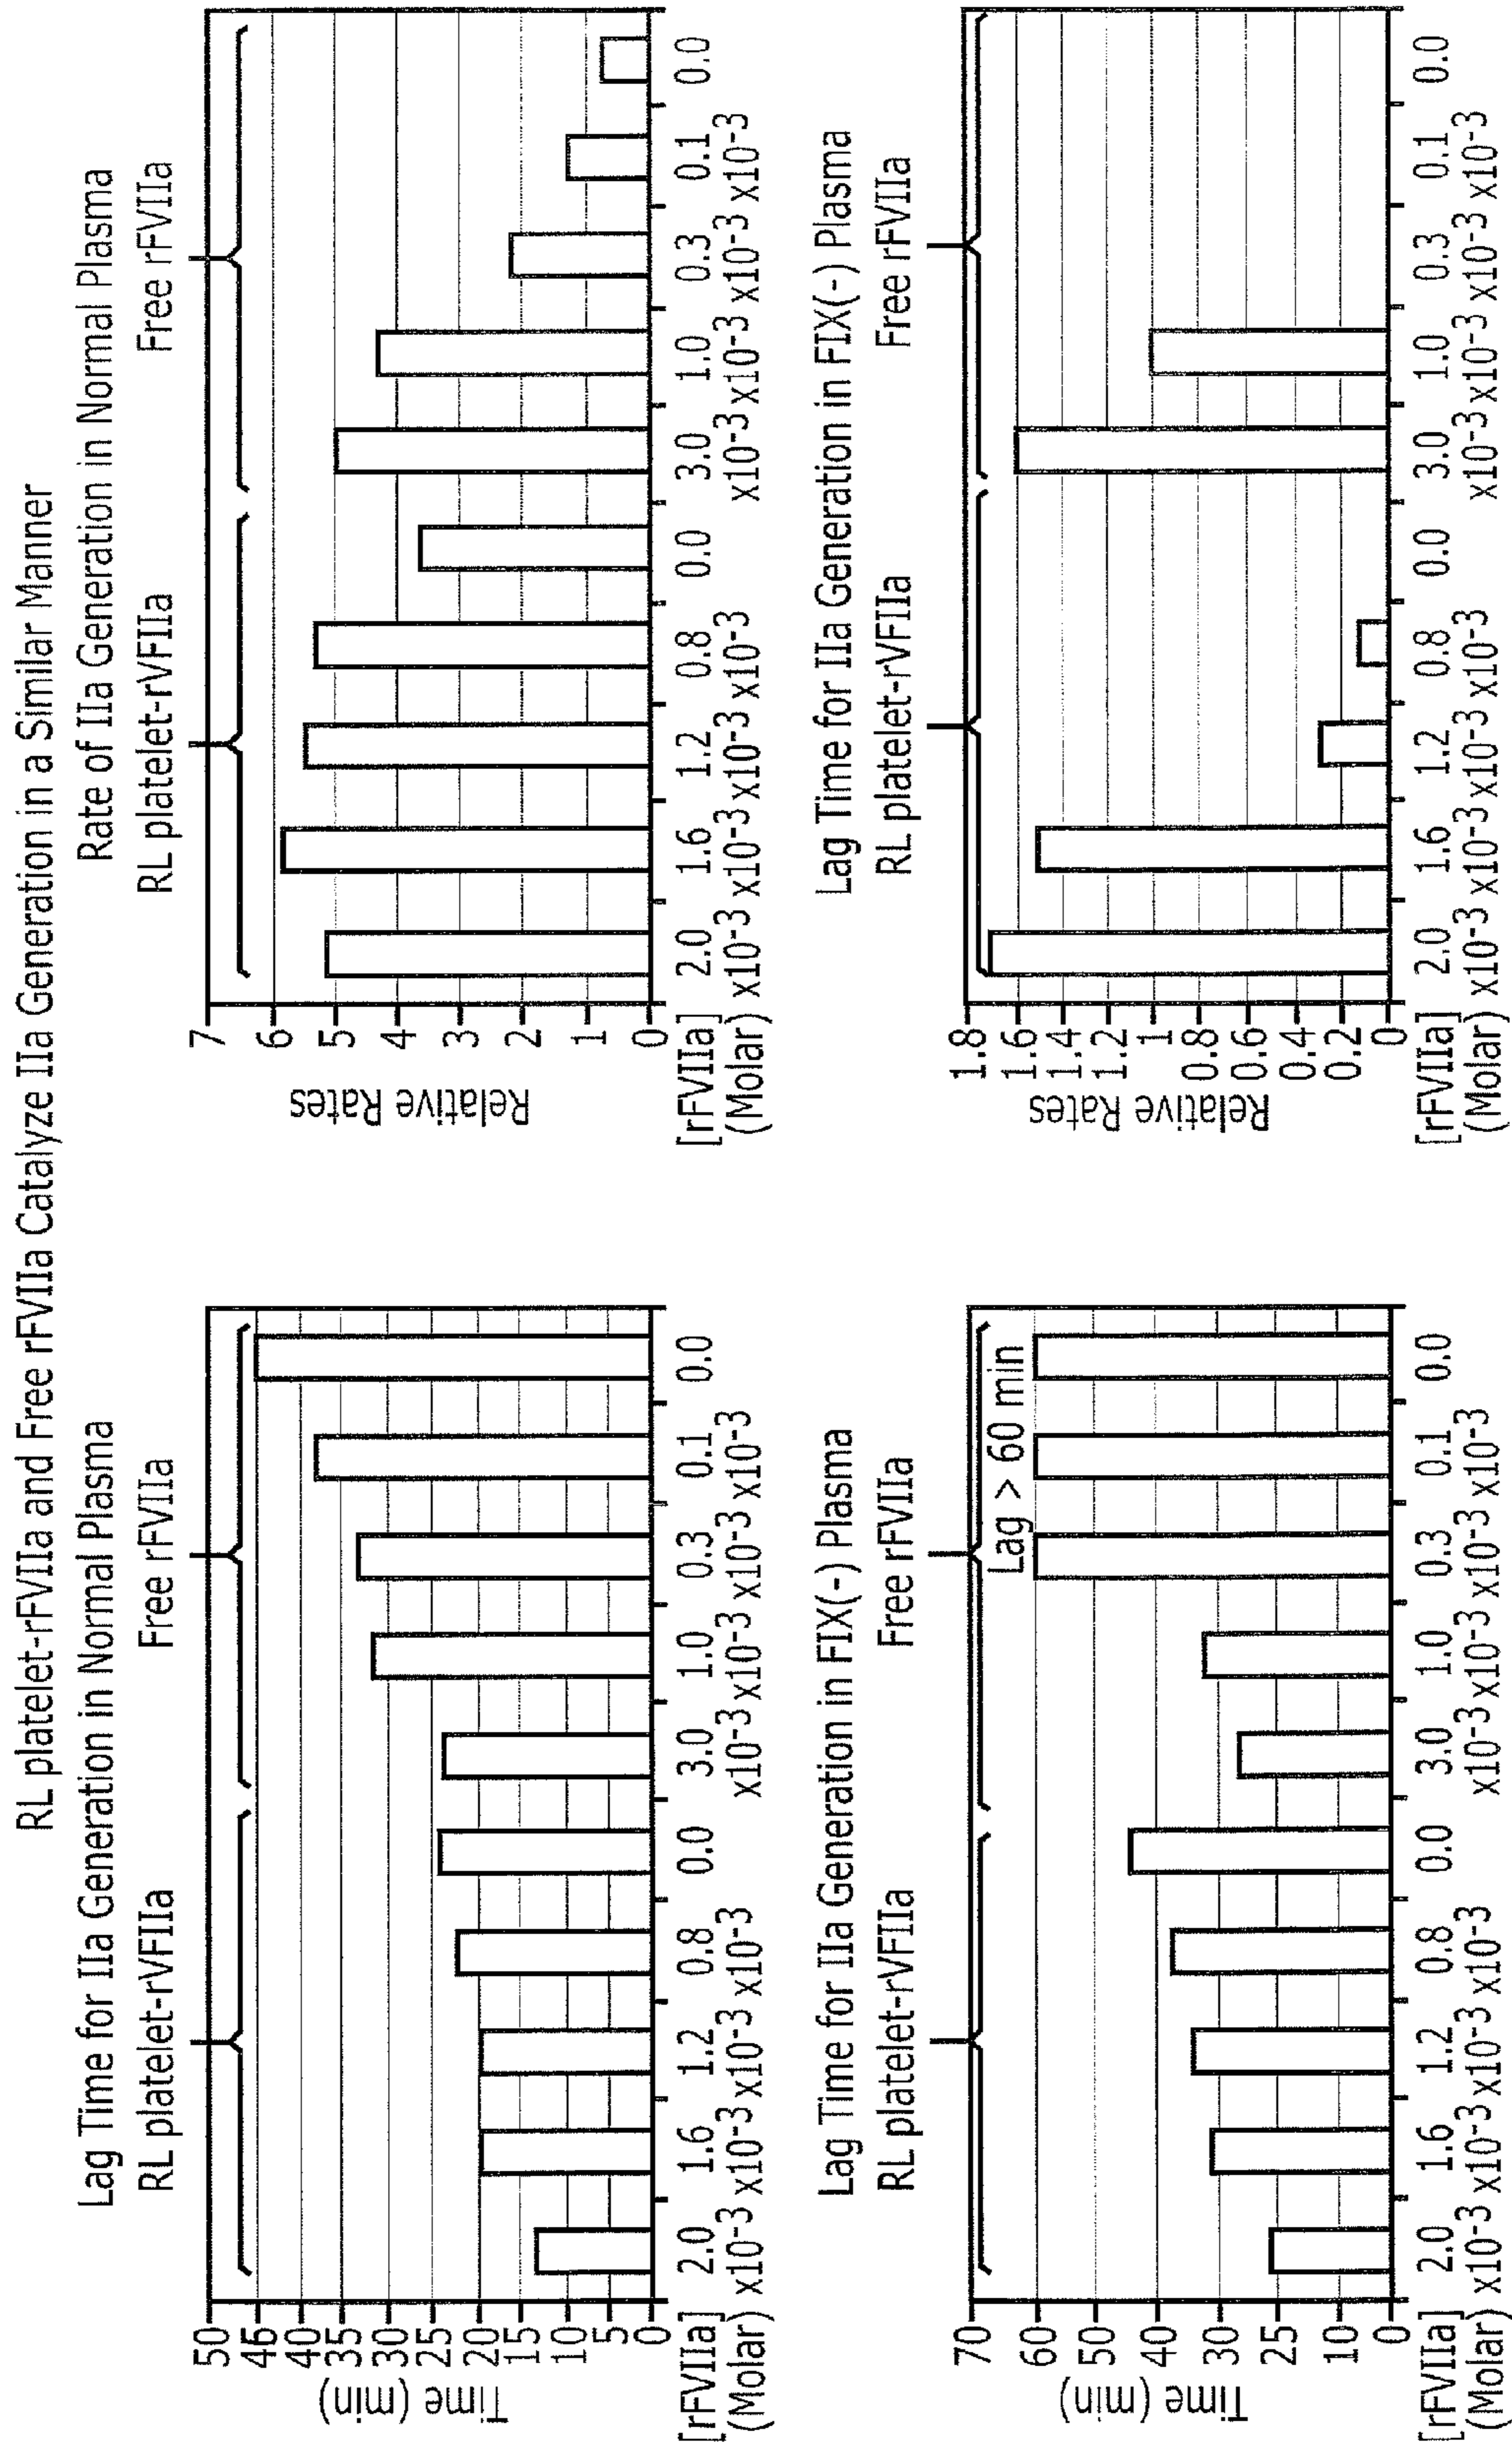 RL platelet-rFVIIa and Free rFVIIa Catalyze IIa Generation in a Similar Manner
Lag Time for IIa Generation in Normal Plasma
RL platelet-rVFIIa
Free rFVIIa
Time (min)
50
45
40
35
30
25
20
15
10
5
0
[rFVIIa]
(Molar)
2.0 1.6 1.2 0.8 0.0 3.0 1.0 0.3 0.1 0.0
x10-3 x10-3 x10-3 x10-3 x10-3 x10-3 x10-3 x10-3
Rate of IIa Generation in Normal Plasma
RL platelet-rVFIIa
Free rFVIIa
Relative Rates
7
6
5
4
3
2
1
0
[rFVIIa]
(Molar)
2.0 1.6 1.2 0.8 0.0 3.0 1.0 0.3 0.1 0.0
x10-3 x10-3 x10-3 x10-3 x10-3 x10-3 x10-3 x10-3
Lag Time for IIa Generation in FIX(-) Plasma
RL platelet-rVFIIa
Free rFVIIa
Lag > 60 min
Time (min)
70
60
50
40
30
25
10
0
[rFVIIa]
(Molar)
2.0 1.6 1.2 0.8 0.0 3.0 1.0 0.3 0.1 0.0
x10-3 x10-3 x10-3 x10-3 x10-3 x10-3 x10-3 x10-3
Lag Time for IIa Generation in FIX(-) Plasma
RL platelet-rVFIIa
Free rFVIIa
Relative Rates
1.8
1.6
1.4
1.2
1
0.8
0.6
0.4
0.2
0
[rFVIIa]
(Molar)
2.0 1.6 1.2 0.8 0.0 3.0 1.0 0.3 0.1 0.0
x10-3 x10-3 x10-3 x10-3 x10-3 x10-3 x10-3 x10-3